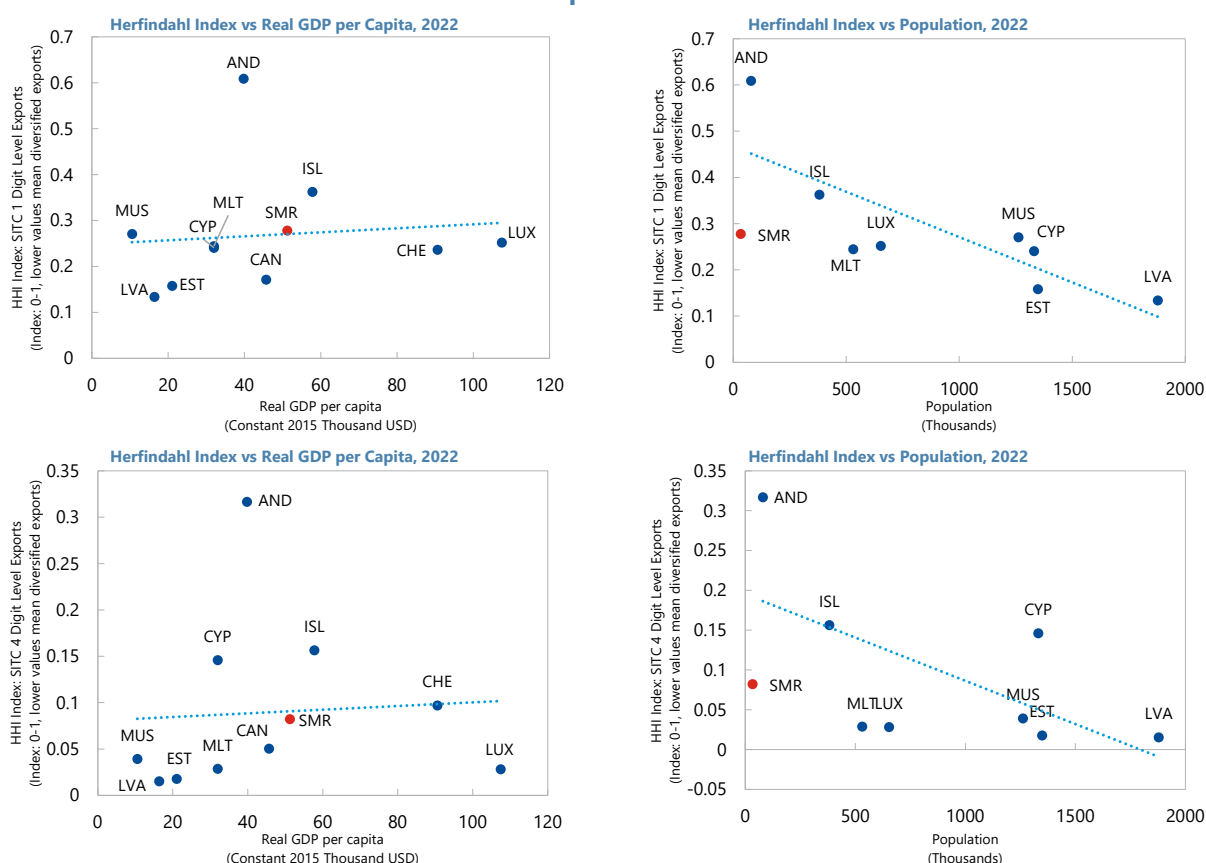 Herfindahl Index vs Real GDP per Capita, 2022
HHI Index: SITC 1 Digit Level Exports
(Index: 0-1, lower values mean diversified exports)
0.7
0.6
0.5
0.4
0.3
0.2
0.1
0
AND
ISL
MLT
MUS
CYP
SMR
LUX
CHE
CAN
EST
LVA
0 20 40 60 80 100 120
Real GDP per capita
(Constant 2015 Thousand USD)
Herfindahl Index vs Population, 2022
HHI Index: SITC 1 Digit Level Exports
(Index: 0-1, lower values mean diversified exports)
0.7
0.6
0.5
0.4
0.3
0.2
0.1
0
AND
ISL
LUX
MUS
CYP
SMR
MLT
LVA
EST
0 500 1000 1500 2000
Population
(Thousands)
Herfindahl Index vs Real GDP per Capita, 2022
HHI Index: SITC 4 Digit Level Exports
(Index: 0-1, lower values mean diversified exports)
0.35
0.3
0.25
0.2
0.15
0.1
0.05
0
AND
CYP
ISL
CHE
SMR
CAN
MUS
MLT
EST
LUX
LVA
0 20 40 60 80 100 120
Real GDP per capita
(Constant 2015 Thousand USD)
Herfindahl Index vs Population, 2022
HHI Index: SITC 4 Digit Level Exports
(Index: 0-1, lower values mean diversified exports)
0.35
0.3
0.25
0.2
0.15
0.1
0.05
0
-0.05
AND
ISL
CYP
SMR
MUS
MLT
LUX
EST
LVA
0 500 1000 1500 2000
Population
(Thousands)